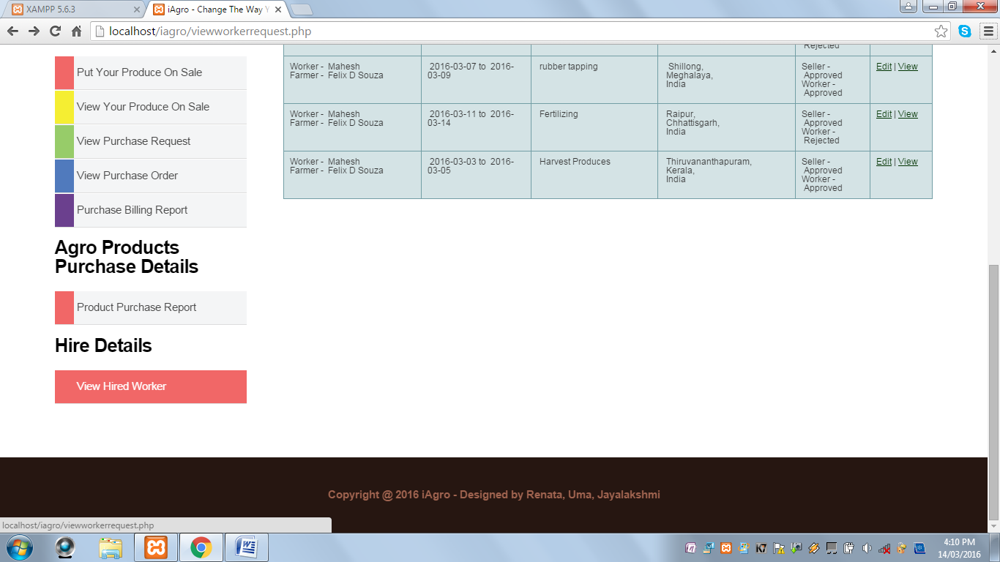 XAMPP 5.6.3
iAgro - Change The Way Y
localhost/iagro/viewworkerrequest.php
Put Your Produce On Sale
View Your Produce On Sale
View Purchase Request
View Purchase Order
Purchase Billing Report
Agro Products
Purchase Details
Product Purchase Report
Hire Details
View Hired Worker
Rejected
Worker - Mahesh
Farmer - Felix D Souza
2016-03-07 to 2016-
03-09
rubber tapping
Shillong,
Meghalaya,
India
Seller -
Approved
Worker -
Approved
Edit | View
Worker - Mahesh
Farmer - Felix D Souza
2016-03-11 to 2016-
03-14
Fertilizing
Raipur,
Chhattisgarh,
India
Seller -
Approved
Worker -
Rejected
Edit | View
Worker - Mahesh
Farmer - Felix D Souza
2016-03-03 to 2016-
03-05
Harvest Produces
Thiruvananthapuram,
Kerala,
India
Seller -
Approved
Worker -
Approved
Edit | View
Copyright @ 2016 iAgro - Designed by Renata, Uma, Jayalakshmi
localhost/iagro/viewworkerrequest.php
K7
4:10 PM
14/03/2016